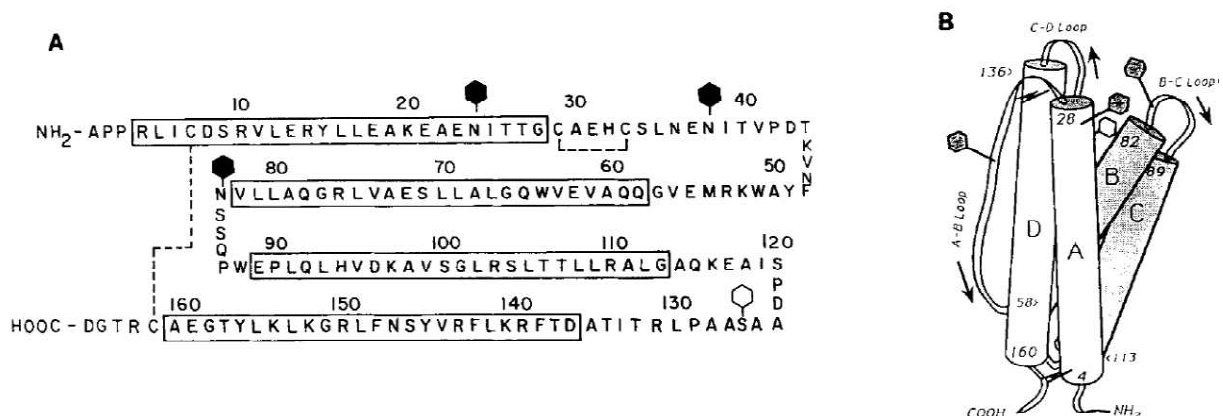 A
10 20 30 40
NH2-APP RLICDSRVLERYLLEAKEAENITTG CAEHCSLNENITVPDT
K
V
N
80 70 60 50
N VLLAQGRLVAESLLALGQWVEVAQQ GVEMRKWAYF
S
S
Q
90 100 110 120
PW EPLQLHVDKAVSGLRSLTTLLRALG AQKEAIS
P
D
160 150 140 130
A
HOOC-DGTRC AEGTYLKLKGRLFNSYVRFLKRFTD ATITRLPAASAA
B
C-D Loop
136>
B-C Loop
28
82
89
B
C
A-B Loop
D
A
58>
160
<113
4
COOH
NH2